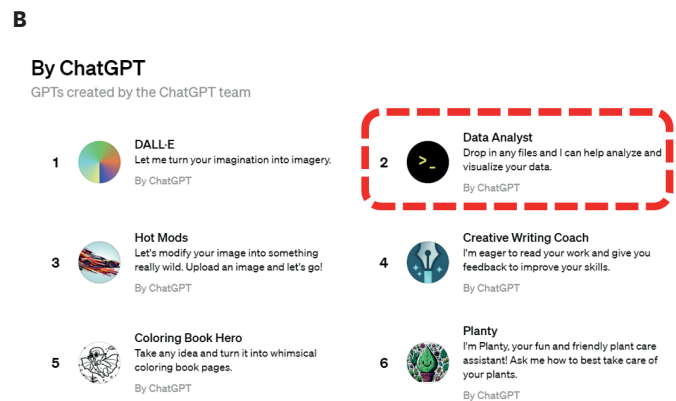 B
By ChatGPT
GPTs created by the ChatGPT team
1
DALL·E
Let me turn your imagination into imagery.
By ChatGPT
2
>_
Data Analyst
Drop in any files and I can help analyze and
visualize your data.
By ChatGPT
3
Hot Mods
Let's modify your image into something
really wild. Upload an image and let's go!
By ChatGPT
4
Creative Writing Coach
I'm eager to read your work and give you
feedback to improve your skills.
By ChatGPT
5
Coloring Book Hero
Take any idea and turn it into whimsical
coloring book pages.
By ChatGPT
6
Planty
I'm Planty, your fun and friendly plant care
assistant! Ask me how to best take care of
your plants.
By ChatGPT